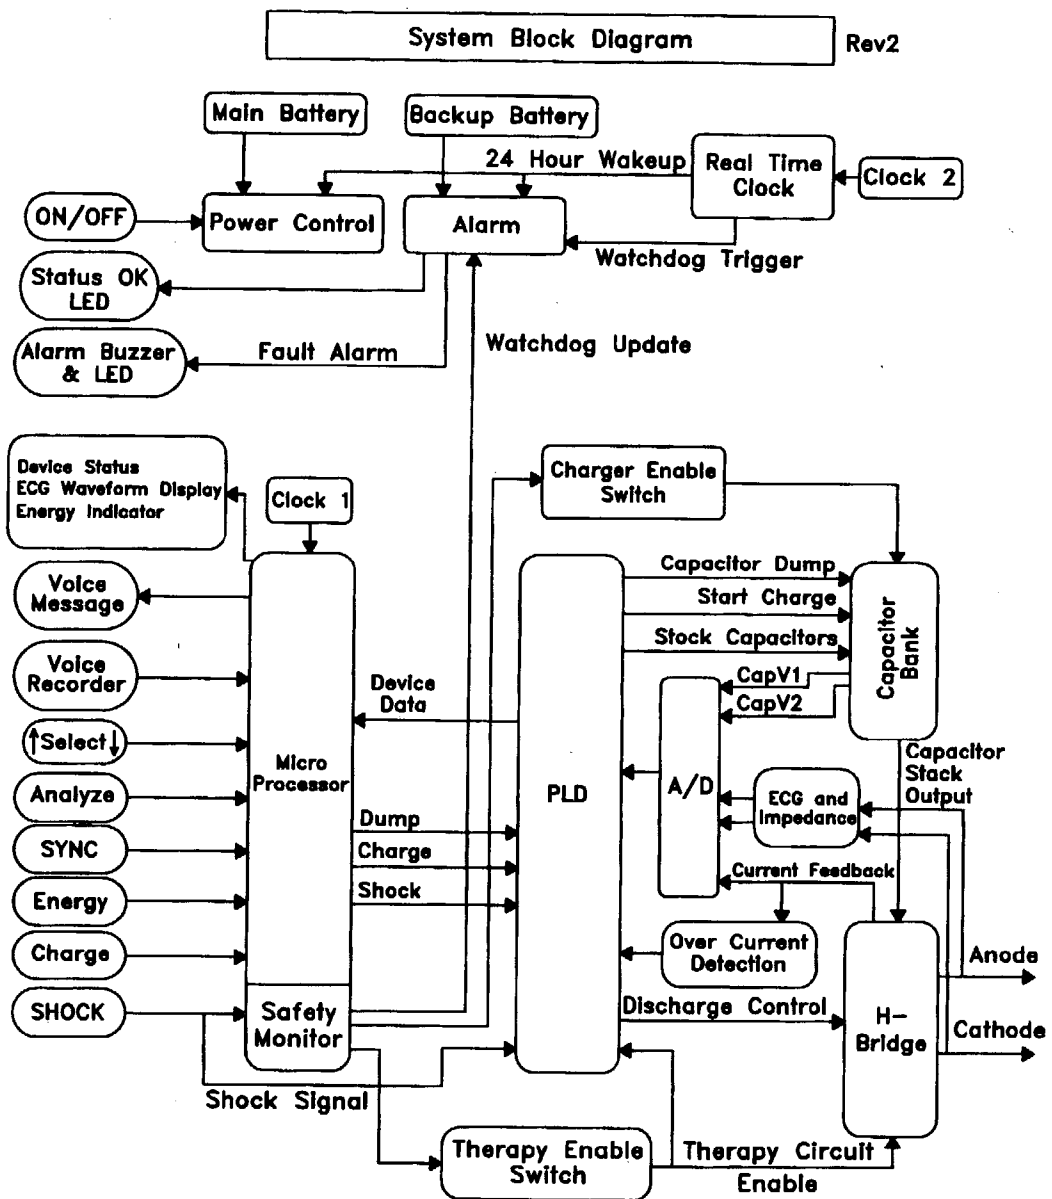 System Block Diagram
Rev2
Main Battery
Backup Battery
24 Hour Wakeup
Real Time
Clock
Clock 2
ON/OFF
Power Control
Alarm
Watchdog Trigger
Status OK
LED
Alarm Buzzer
& LED
Fault Alarm
Watchdog Update
Device Status
ECG Waveform Display
Energy Indicator
Clock 1
Charger Enable
Switch
Voice
Message
Capacitor Dump
Start Charge
Stock Capacitors
Capacitor
Bank
Voice
Recorder
Device
Data
CapV1
CapV2
↑Select↓
Micro
Processor
PLD
A/D
Capacitor
Stack
Output
Analyze
ECG and
Impedance
Dump
SYNC
Charge
Current Feedback
Energy
Shock
Charge
Over Current
Detection
Anode
SHOCK
Safety
Monitor
Discharge Control
H-
Bridge
Cathode
Shock Signal
Therapy Enable
Switch
Therapy Circuit
Enable